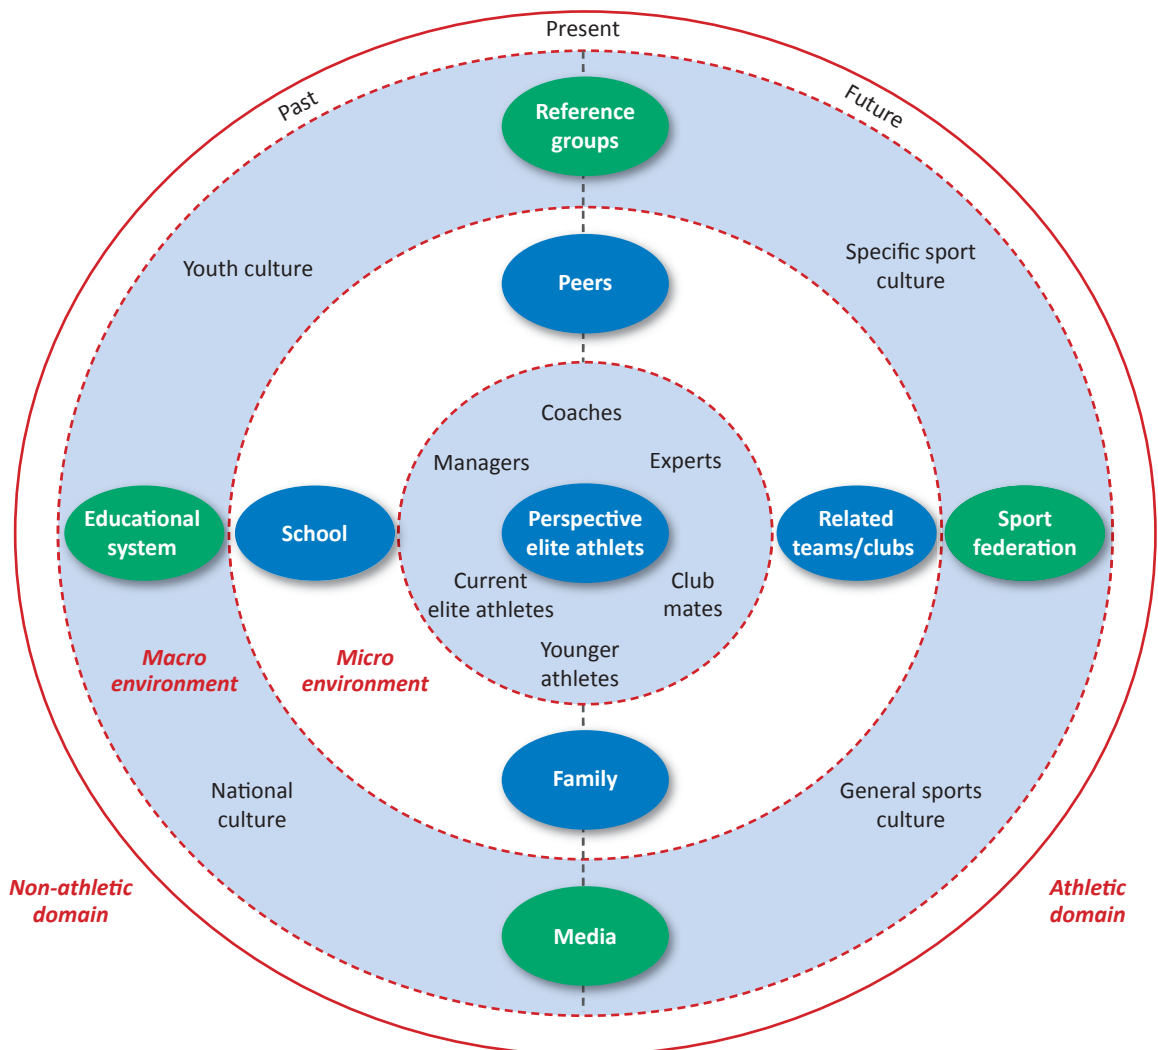 Present
Past
Future
Reference
groups
Youth culture
Specific sport
culture
Peers
Coaches
Managers
Experts
Educational
system
School
Perspective
elite athlets
Related
teams/clubs
Sport
federation
Current
elite athletes
Club
mates
Younger
athletes
Macro
environment
Micro
environment
Family
National
culture
General sports
culture
Non-athletic
domain
Athletic
domain
Media